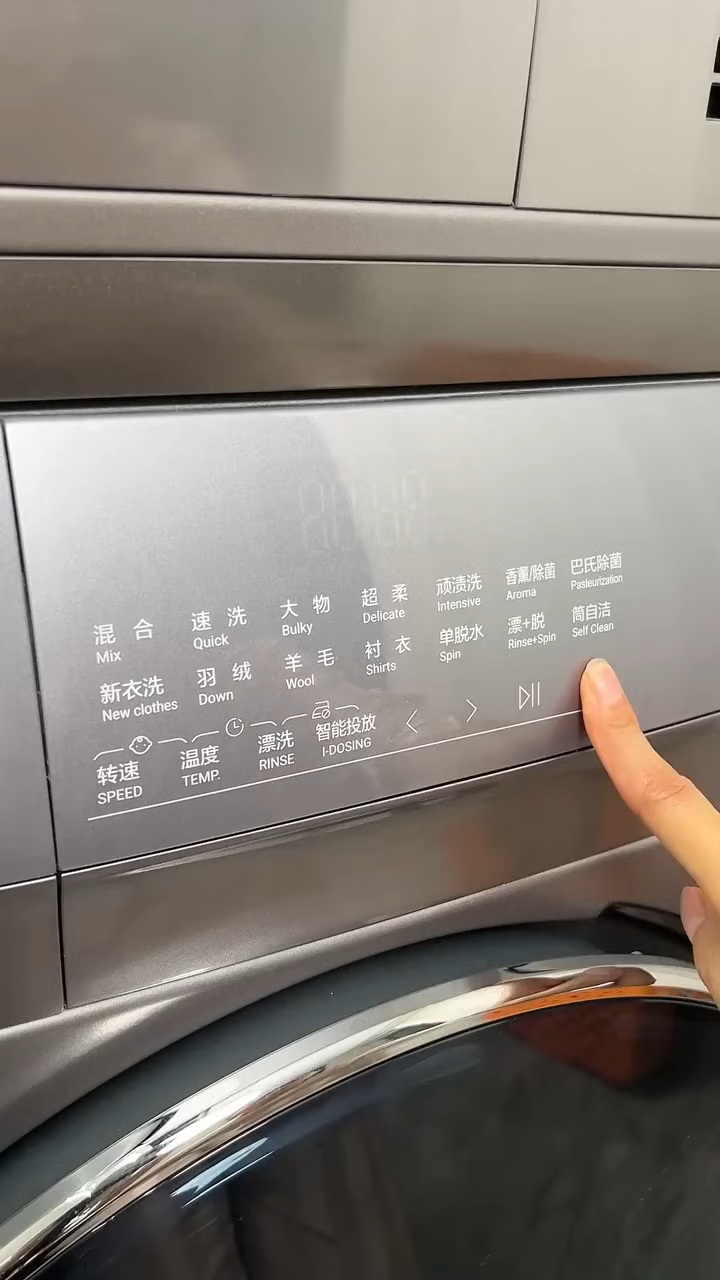 混合 速洗 大物 超柔 顽渍洗 香薰/除菌 巴氏除菌
Mix Quick Bulky Delicate Intensive Aroma Pasteurization
新衣洗 羽绒 羊毛 衬衣 单脱水 漂+脱 筒自洁
New clothes Down Wool Shirts Spin Rinse+Spin Self Clean
转速 温度 漂洗 智能投放
SPEED TEMP. RINSE I-DOSING